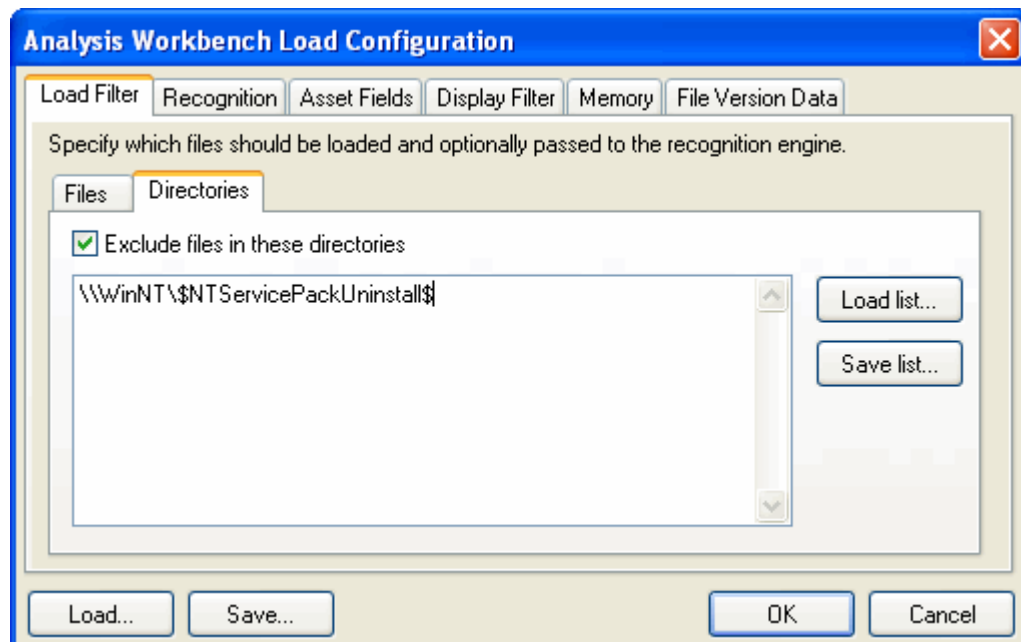 Analysis Workbench Load Configuration
Load Filter Recognition Asset Fields Display Filter Memory File Version Data
Specify which files should be loaded and optionally passed to the recognition engine.
Files Directories
Exclude files in these directories
\\WinNT\$NTServicePackUninstall$
Load list...
Save list...
Load... Save... OK Cancel